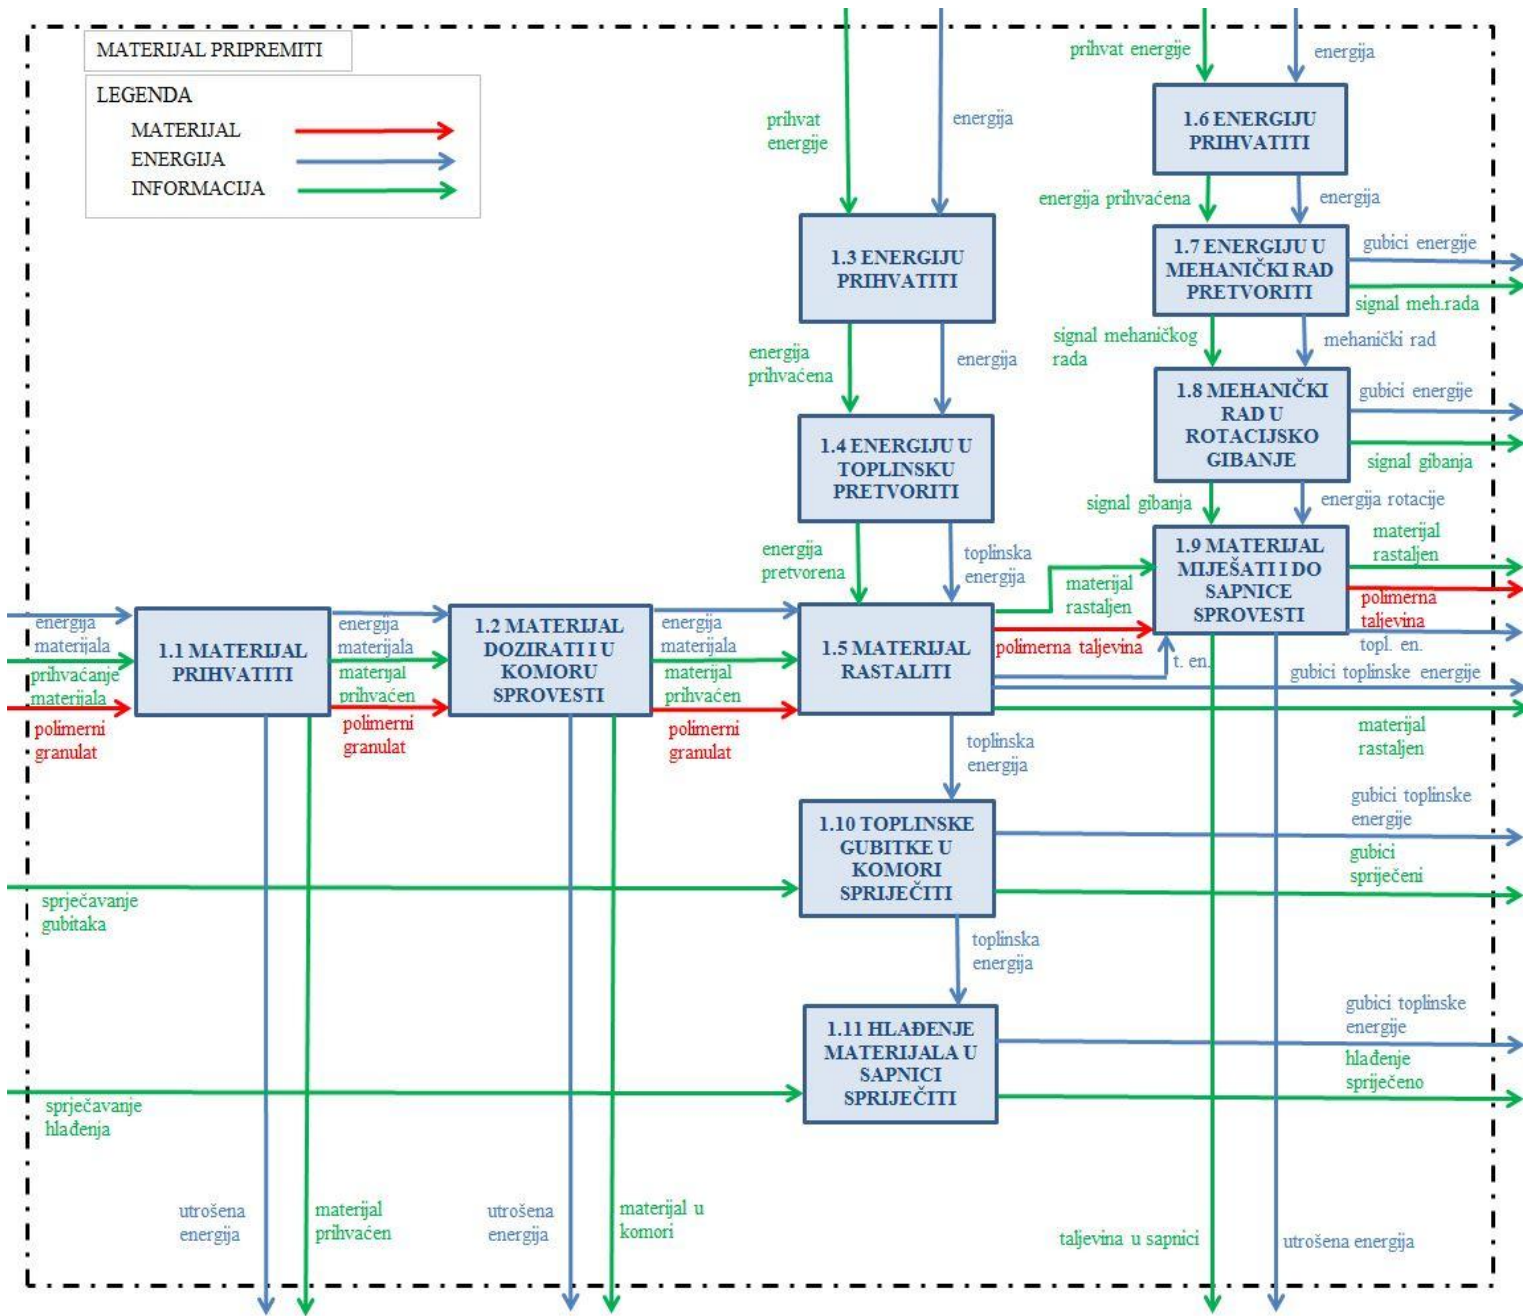 MATERIJAL PRIPREMITI
LEGENDA
MATERIJAL
ENERGIJA
INFORMACIJA
prihvat
energije
energija
prihvat energije
energija
1.6 ENERGIJU
PRIHVATITI
energija prihvaćena
energija
1.3 ENERGIJU
PRIHVATITI
1.7 ENERGIJU U
MEHANIČKI RAD
PRETVORITI
gubici energije
signal meh.rada
energija
prihvaćena
energija
signal mehaničkog
rada
mehanički rad
1.8 MEHANIČKI
RAD U
ROTACIJSKO
GIBANJE
gubici energije
signal gibanja
1.4 ENERGIJU U
TOPLINSKU
PRETVORITI
signal gibanja
energija rotacije
energija
pretvorena
toplinska
energija
1.9 MATERIJAL
MIJEŠATI I DO
SAPNICE
SPROVESTI
materijal
rastaljen
polimerna
taljevina
topl. en.
energija
materijala
prihvaćanje
materijala
polimerni
granulat
1.1 MATERIJAL
PRIHVATITI
energija
materijala
materijal
prihvaćen
polimerni
granulat
1.2 MATERIJAL
DOZIRATI I U
KOMORU
SPROVESTI
energija
materijala
materijal
prihvaćen
polimerni
granulat
1.5 MATERIJAL
RASTALITI
materijal
rastaljen
polimerna taljevina
t. en.
gubici toplinske energije
materijal
rastaljen
toplinska
energija
1.10 TOPLINSKE
GUBITKE U
KOMORI
SPRIJEČITI
gubici toplinske
energije
gubici
spriječeni
sprječavanje
gubitaka
toplinska
energija
1.11 HLAĐENJE
MATERIJALA U
SAPNICI
SPRIJEČITI
gubici toplinske
energije
hlađenje
spriječeno
sprječavanje
hlađenja
utrošena
energija
materijal
prihvaćen
utrošena
energija
materijal u
komori
taljevina u sapnici
utrošena energija